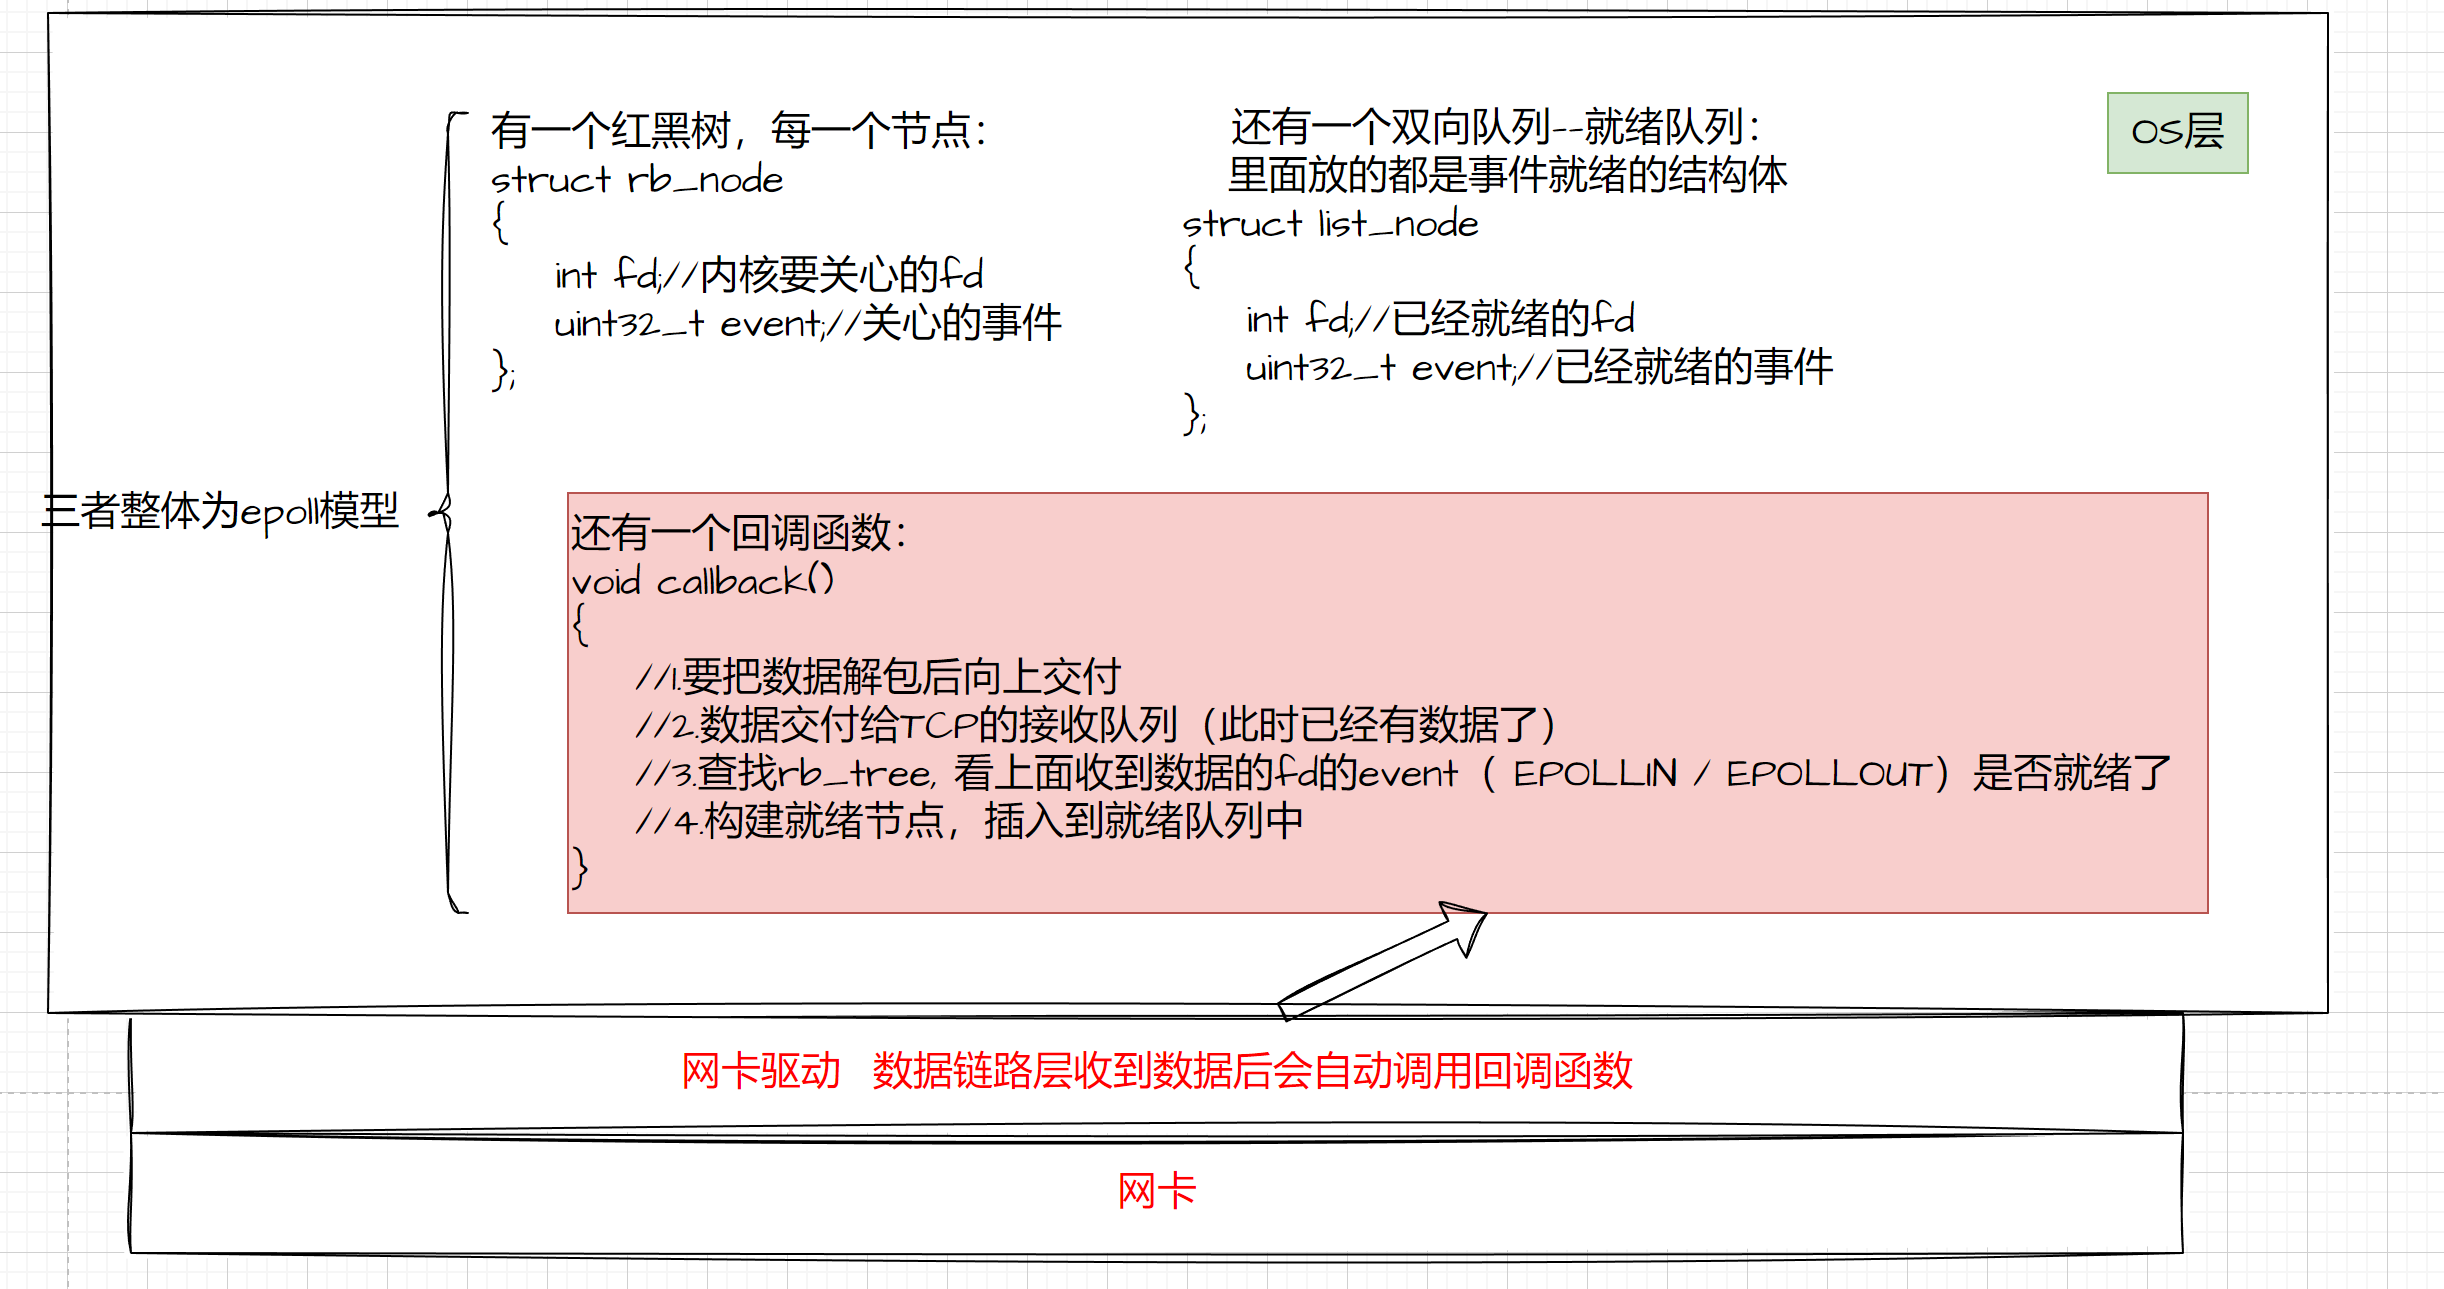 OS层
有一个红黑树，每一个节点：
struct rb_node
{
int fd;//内核要关心的fd
uint32_t event;//关心的事件
};
还有一个双向队列--就绪队列：
里面放的都是事件就绪的结构体
struct list_node
{
int fd;//已经就绪的fd
uint32_t event;//已经就绪的事件
};
三者整体为epoll模型
还有一个回调函数：
void callback()
{
//1.要把数据解包后向上交付
//2.数据交付给TCP的接收队列（此时已经有数据了）
//3.查找rb_tree, 看上面收到数据的fd的event（ EPOLLIN / EPOLLOUT）是否就绪了
//4.构建就绪节点，插入到就绪队列中
}
网卡驱动 数据链路层收到数据后会自动调用回调函数
网卡